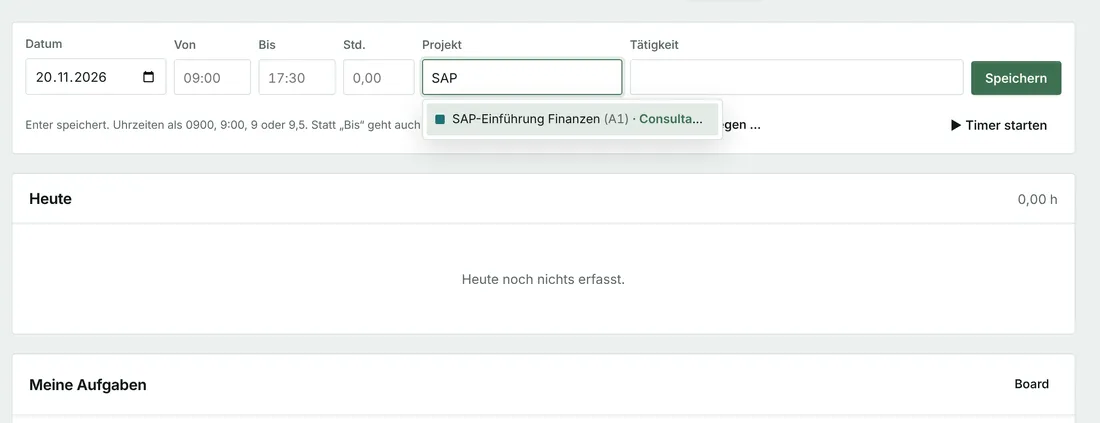 Datum Von Bis Std. Projekt Tätigkeit
20.11.2026 09:00 17:30 0,00 SAP Speichern
SAP-Einführung Finanzen (A1) · Consulta...
Enter speichert. Uhrzeiten als 0900, 9:00, 9 oder 9,5. Statt „Bis“ geht auch ▶ Timer starten
Heute 0,00 h
Heute noch nichts erfasst.
Meine Aufgaben Board